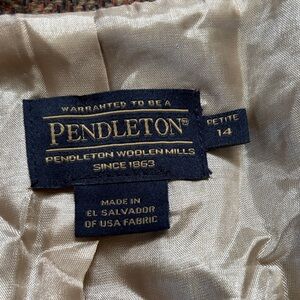 WARRANTED TO BE A
PENDLETON®
PENDLETON WOOLEN MILLS
SINCE 1863
PETITE
14
MADE IN
EL SALVADOR
OF USA FABRIC